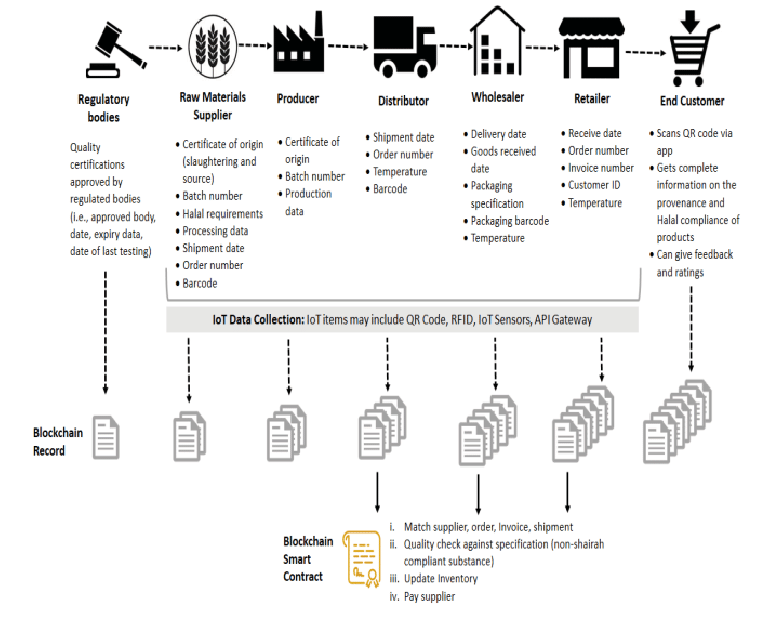 Regulatory
bodies
Quality
certifications
approved by
regulated bodies
(i.e., approved body,
date, expiry data,
date of last testing)
Raw Materials
Supplier
• Certificate of origin
(slaughtering and
source)
• Batch number
• Halal requirements
• Processing data
• Shipment date
• Order number
• Barcode
Producer
• Certificate of
origin
• Batch number
• Production
data
Distributor
• Shipment date
• Order number
• Temperature
• Barcode
Wholesaler
• Delivery date
• Goods received
date
• Packaging
specification
• Packaging barcode
• Temperature
Retailer
• Receive date
• Order number
• Invoice number
• Customer ID
• Temperature
End Customer
• Scans QR code via
app
• Gets complete
information on the
provenance and
Halal compliance of
products
• Can give feedback
and ratings
IoT Data Collection: IoT items may include QR Code, RFID, IoT Sensors, API Gateway
Blockchain
Record
Blockchain
Smart
Contract
i. Match supplier, order, Invoice, shipment
ii. Quality check against specification (non-shairah
compliant substance)
iii. Update Inventory
iv. Pay supplier